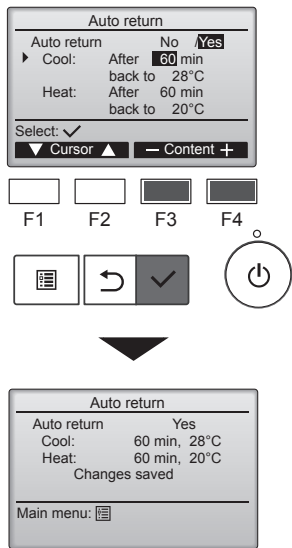 Auto return
Auto return No /Yes
Cool: After 60 min
back to 28°C
Heat: After 60 min
back to 20°C
Select: ✓
▼ Cursor ▲ − Content +
F1 F2 F3 F4
Auto return
Auto return Yes
Cool: 60 min, 28°C
Heat: 60 min, 20°C
Changes saved
Main menu: